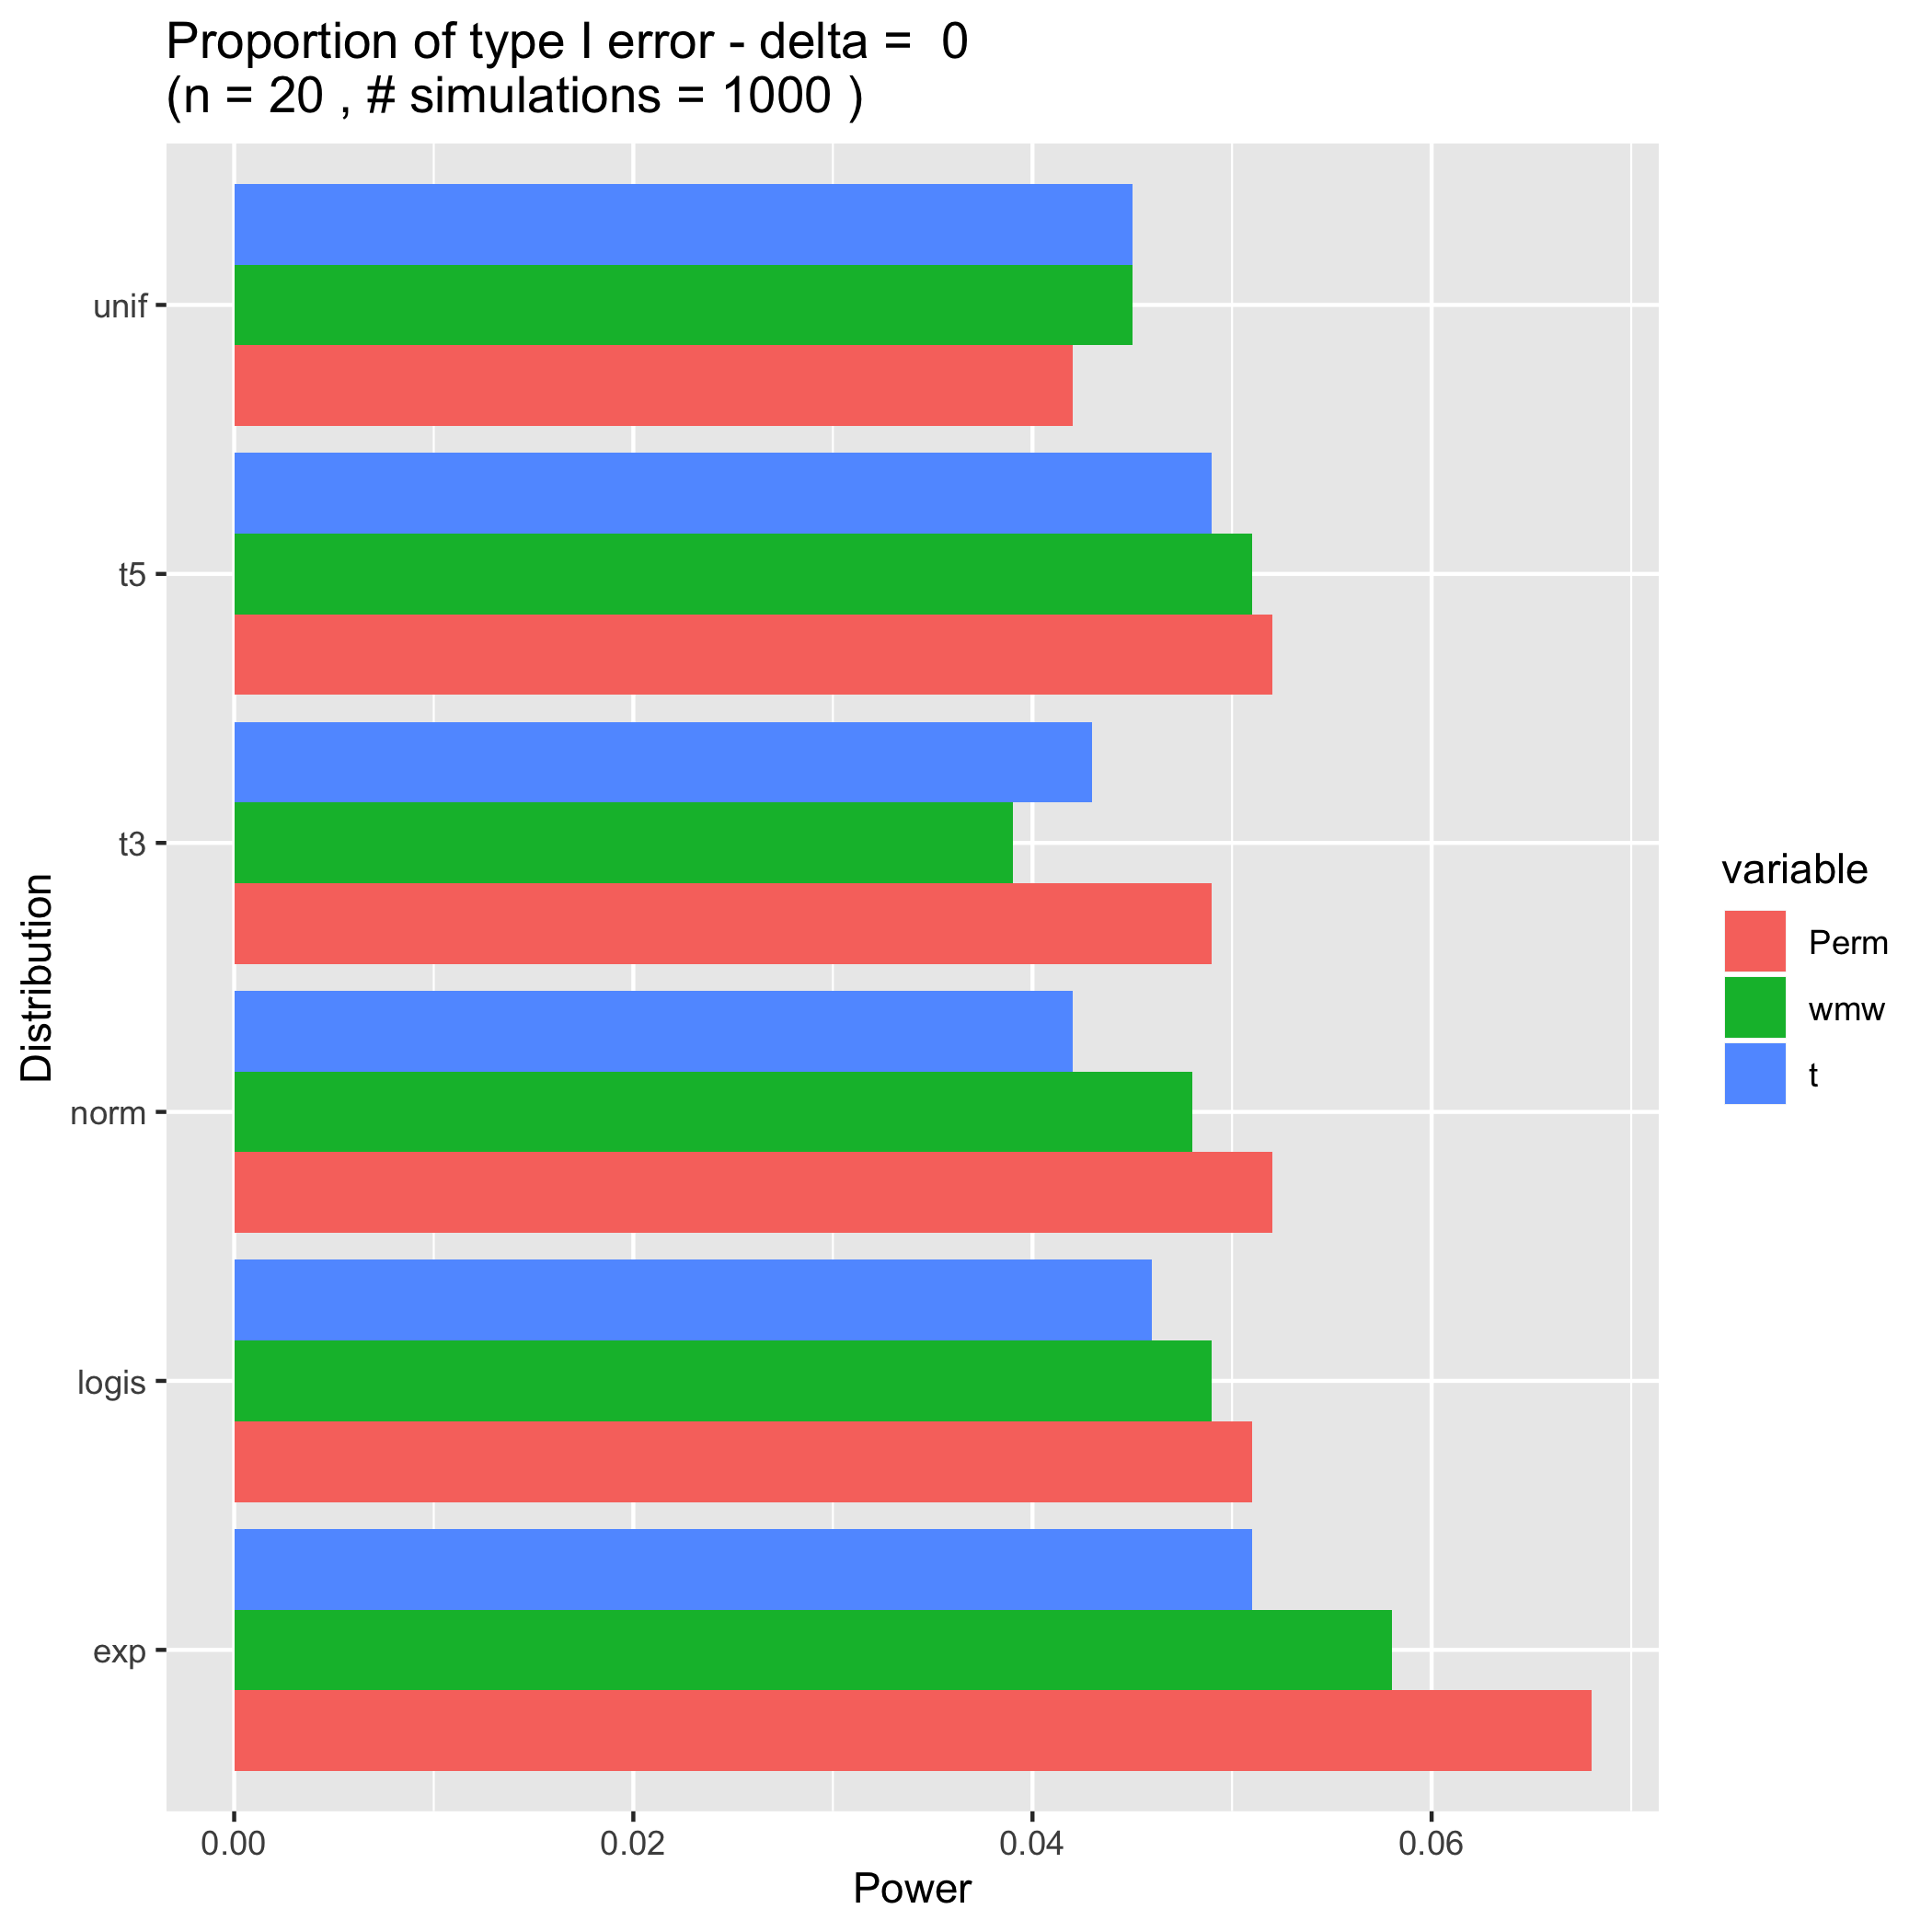 Proportion of type I error - delta =  0
(n = 20 , # simulations = 1000 )
unif
t5
t3
norm
logis
exp
Distribution
0.00
0.02
0.04
0.06
Power
variable
Perm
wmw
t